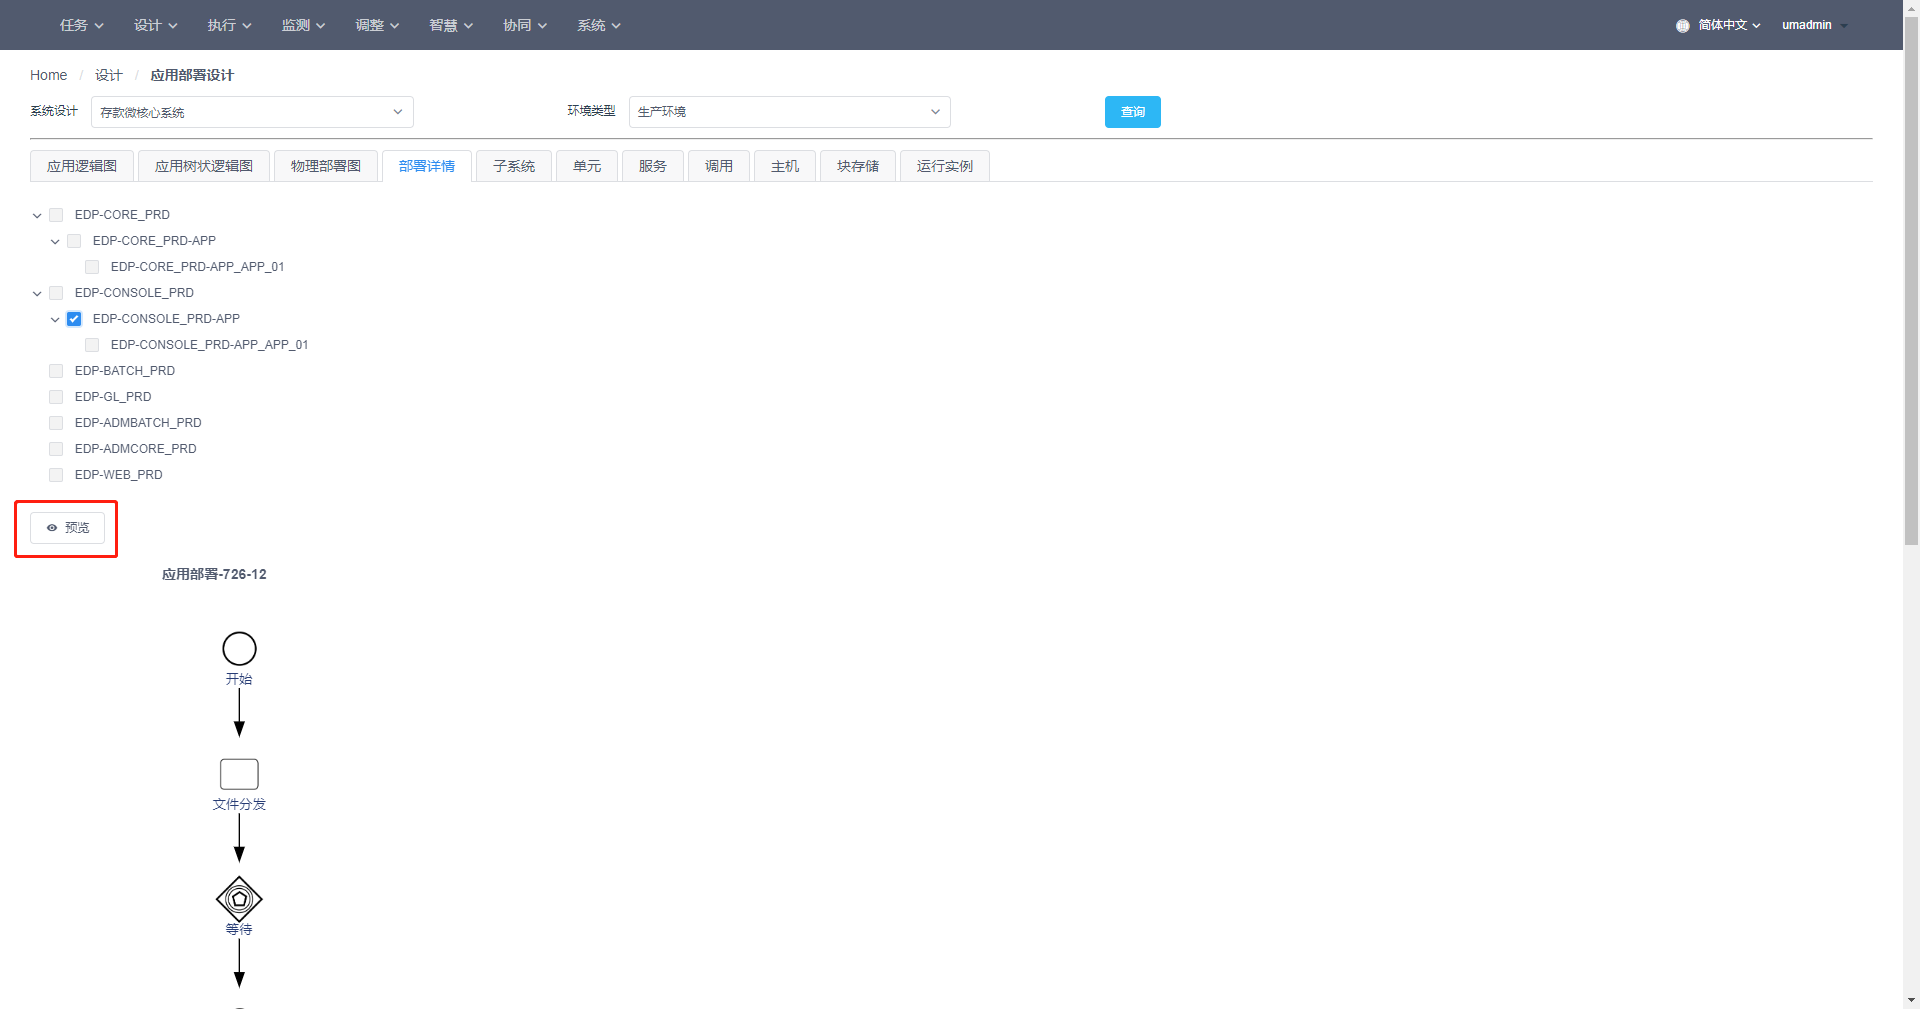 任务 设计 执行 监测 调整 智慧 协同 系统 简体中文 umadmin
Home / 设计 / 应用部署设计
系统设计 存款微核心系统 环境类型 生产环境 查询
应用逻辑图 应用树状逻辑图 物理部署图 部署详情 子系统 单元 服务 调用 主机 块存储 运行实例
EDP-CORE_PRD
EDP-CORE_PRD-APP
EDP-CORE_PRD-APP_APP_01
EDP-CONSOLE_PRD
EDP-CONSOLE_PRD-APP
EDP-CONSOLE_PRD-APP_APP_01
EDP-BATCH_PRD
EDP-GL_PRD
EDP-ADMBATCH_PRD
EDP-ADMCORE_PRD
EDP-WEB_PRD
预览
应用部署-726-12
开始
文件分发
等待